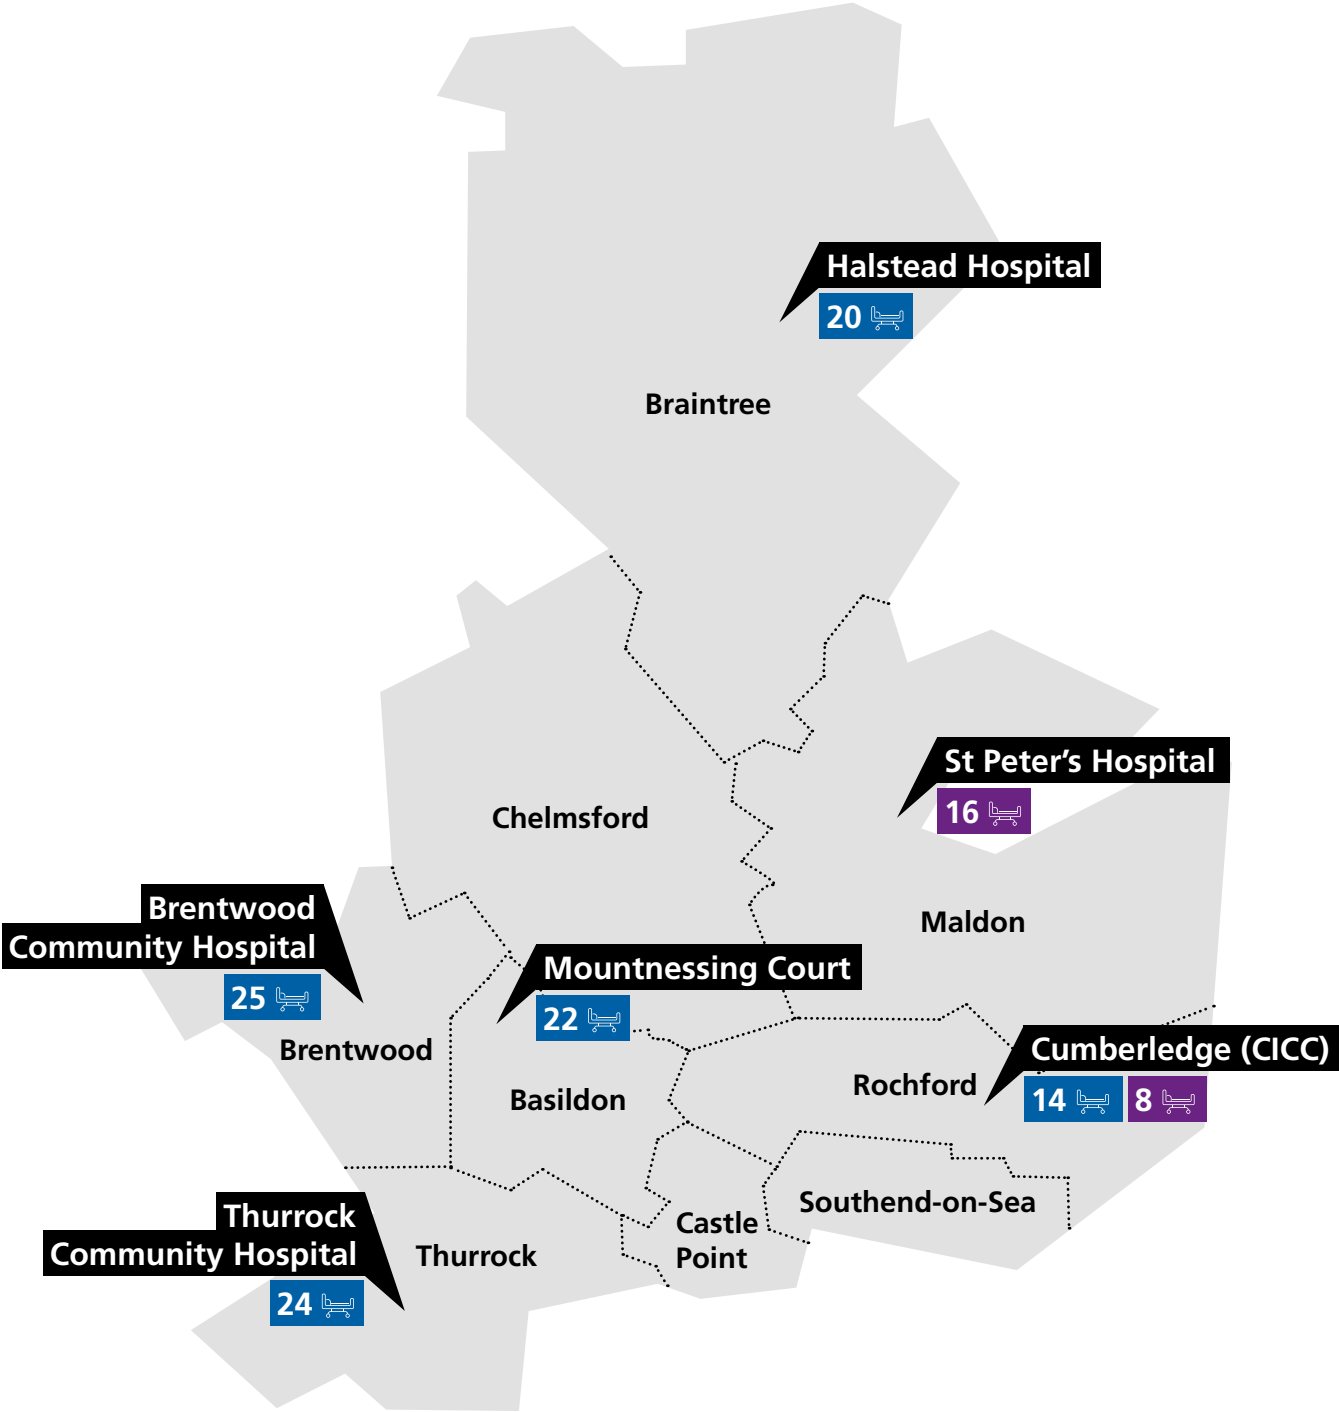 Halstead Hospital
20
Braintree
St Peter’s Hospital
16
Chelmsford
Maldon
Brentwood
Community Hospital
25
Mountnessing Court
22
Brentwood
Basildon
Cumberledge (CICC)
14 8
Rochford
Southend-on-Sea
Castle
Point
Thurrock
Community Hospital
24
Thurrock